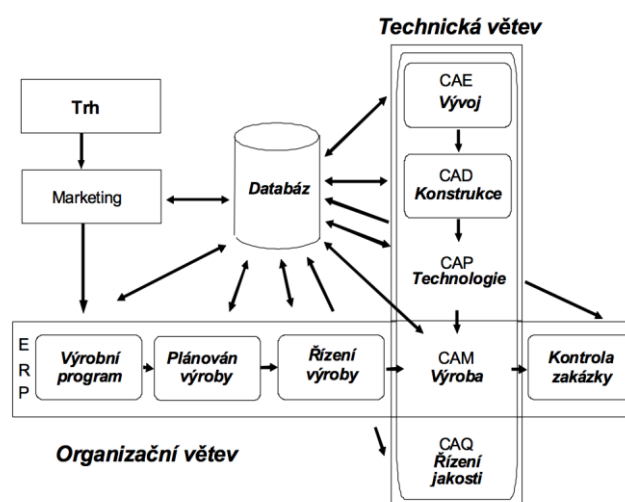 Technická větev
Trh
Marketing
Databáz
CAE
Vývoj
CAD
Konstrukce
CAP
Technologie
E
R
P
Výrobní
program
Plánován
výroby
Řízení
výroby
CAM
Výroba
Kontrola
zakázky
Organizační větev
CAQ
Řízení
jakosti